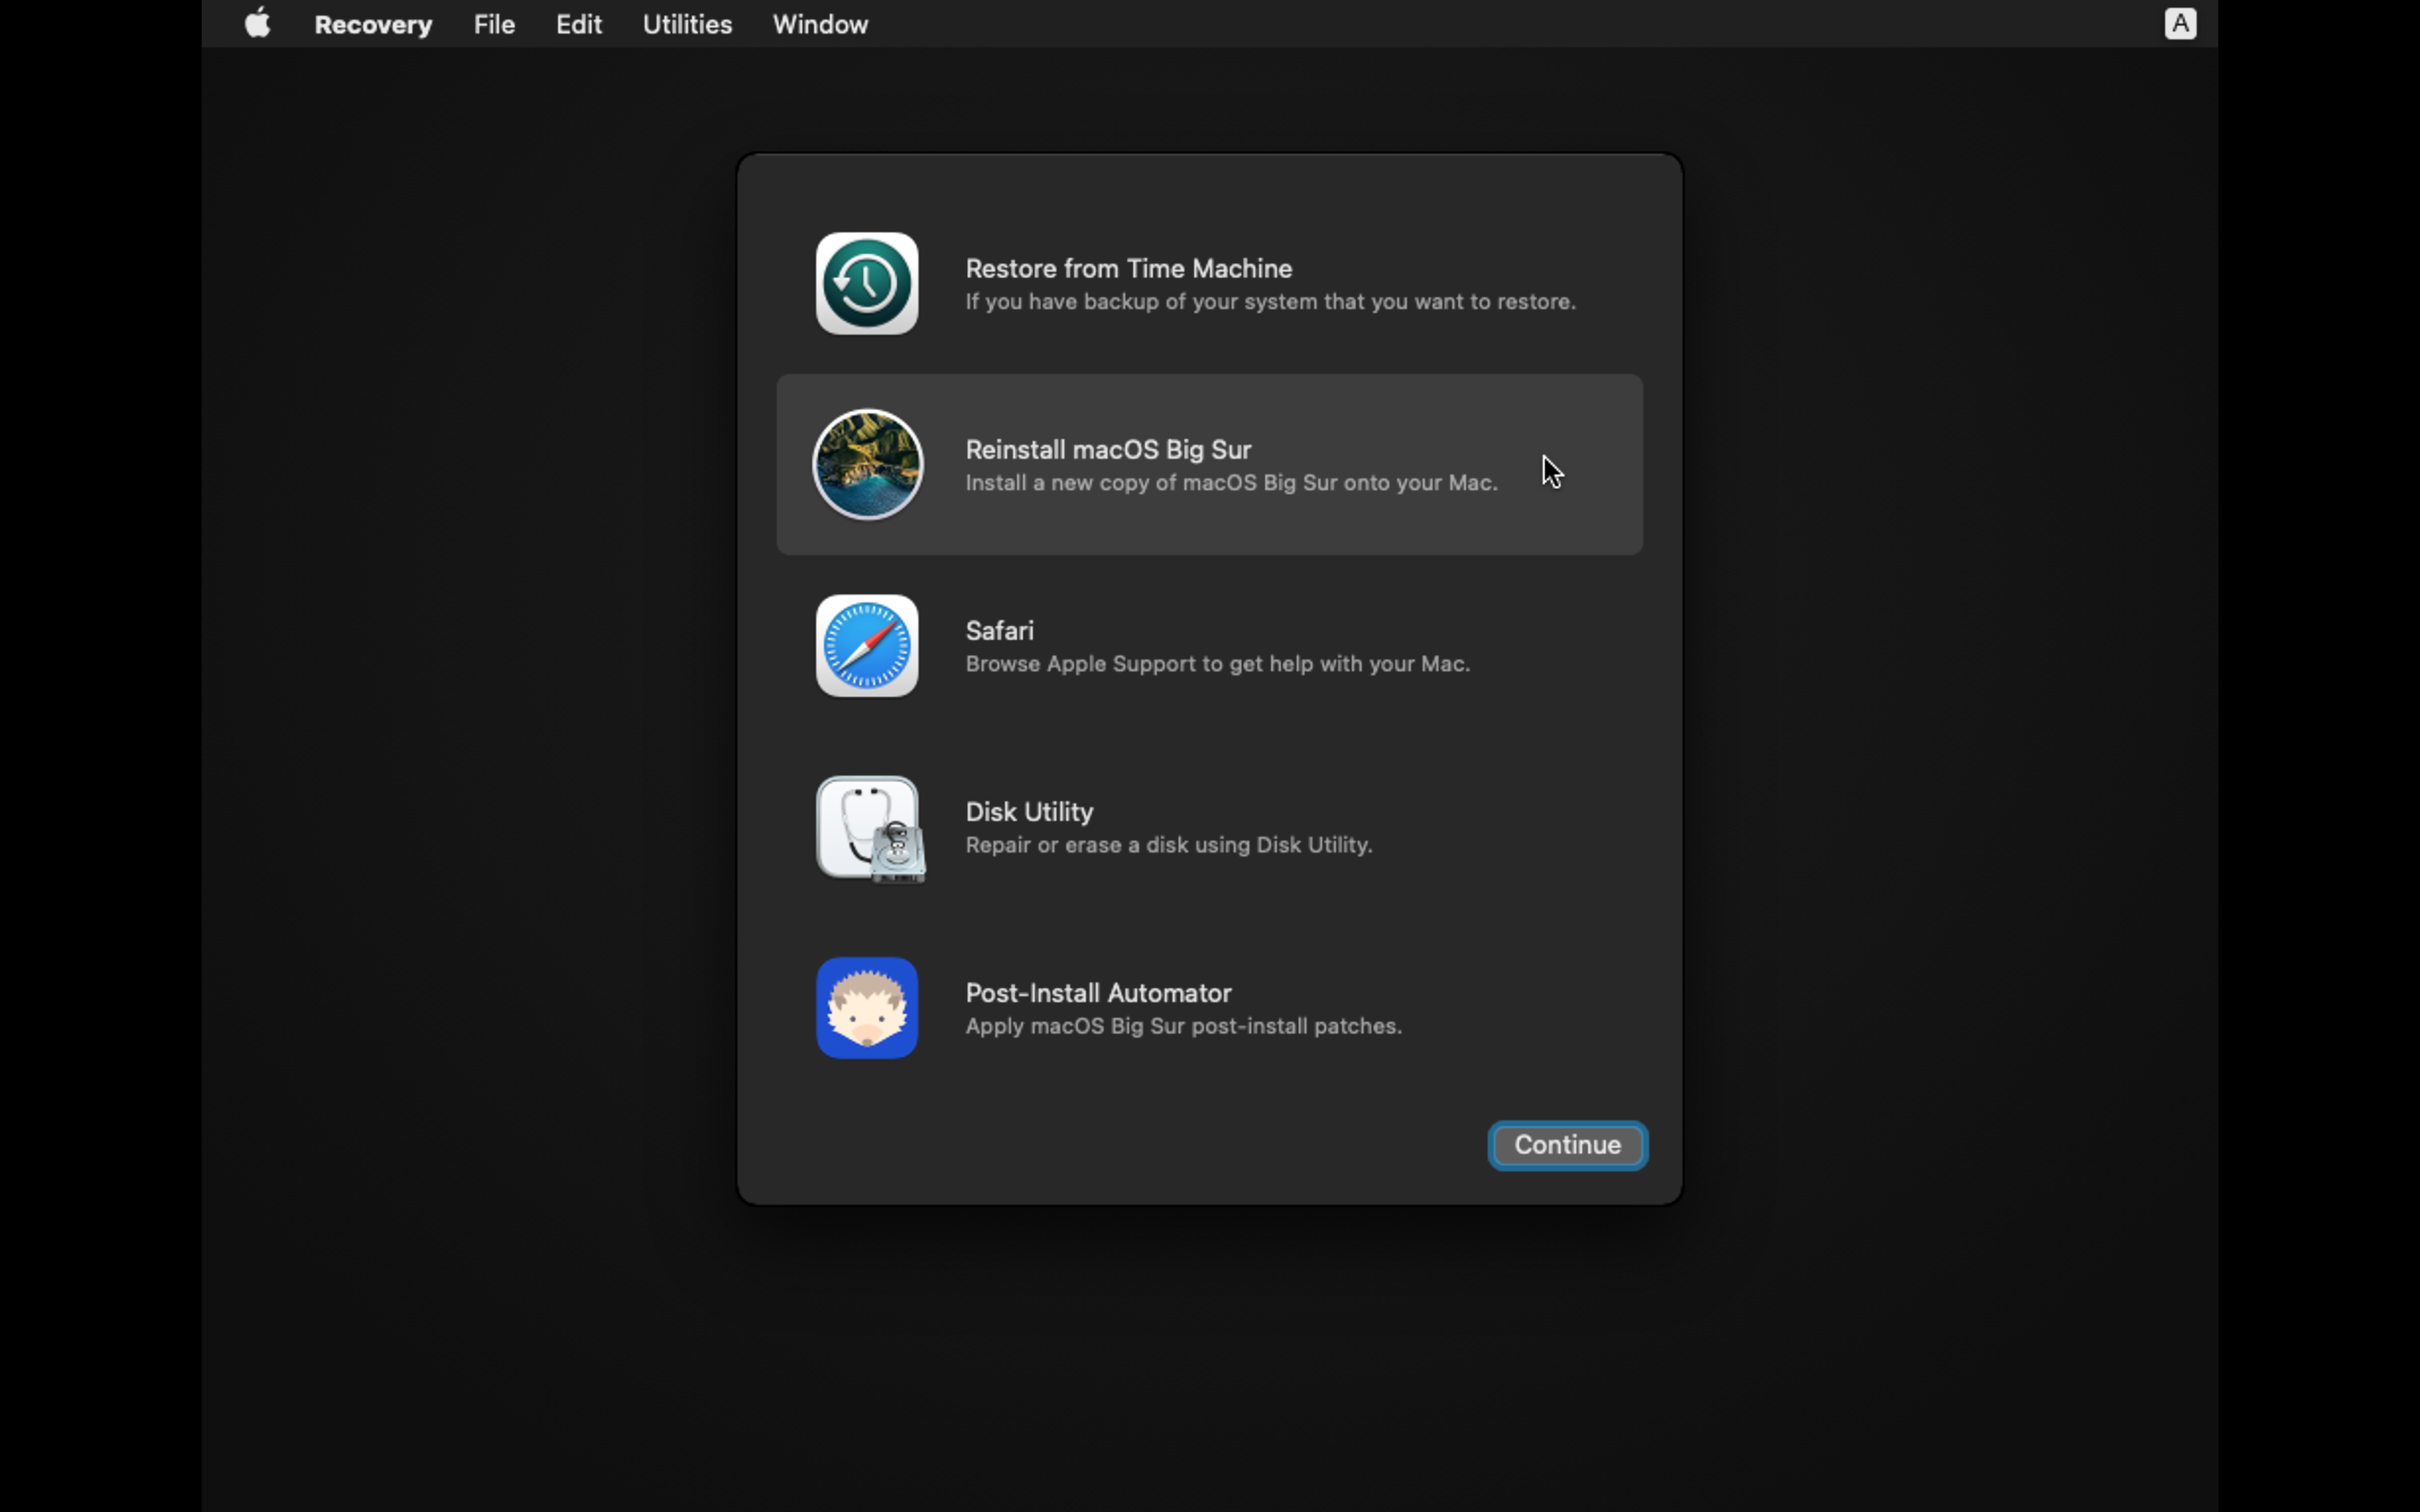 Recovery File Edit Utilities Window A
Restore from Time Machine
If you have backup of your system that you want to restore.
Reinstall macOS Big Sur
Install a new copy of macOS Big Sur onto your Mac.
Safari
Browse Apple Support to get help with your Mac.
Disk Utility
Repair or erase a disk using Disk Utility.
Post-Install Automator
Apply macOS Big Sur post-install patches.
Continue